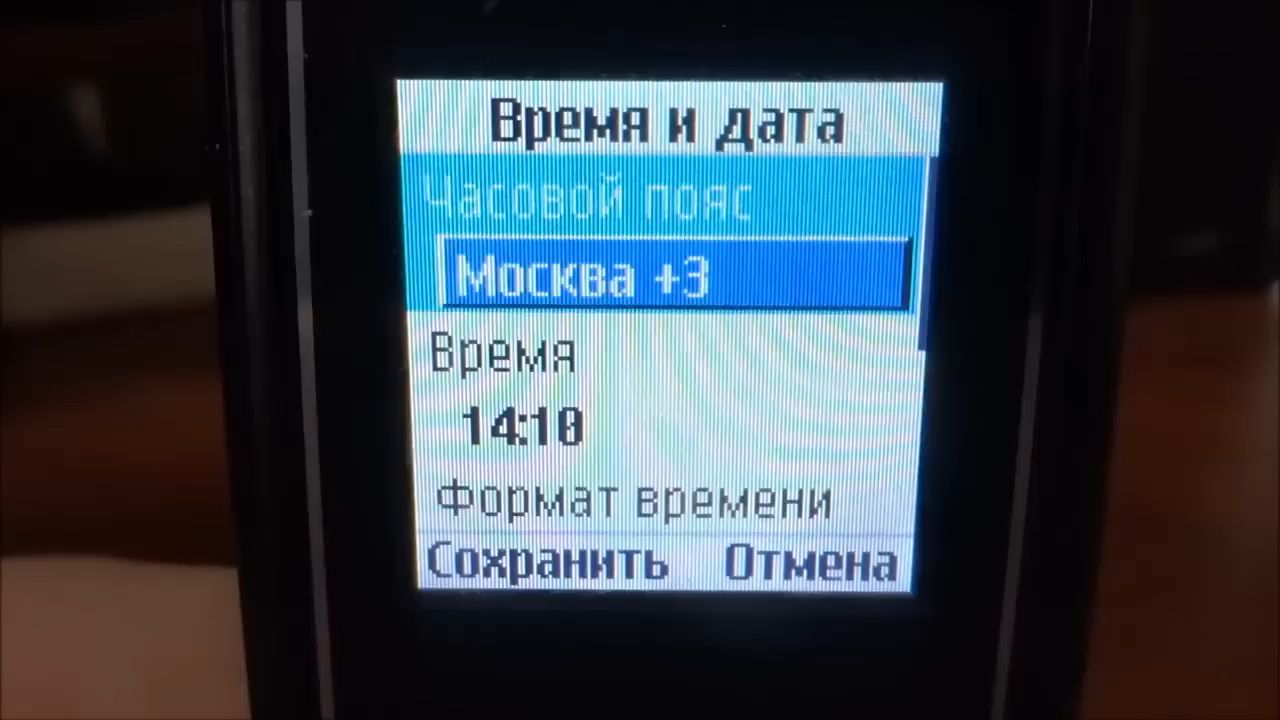 Время и дата
Часовой пояс
Москва +3
Время
14:10
Формат времени
Сохранить Отмена